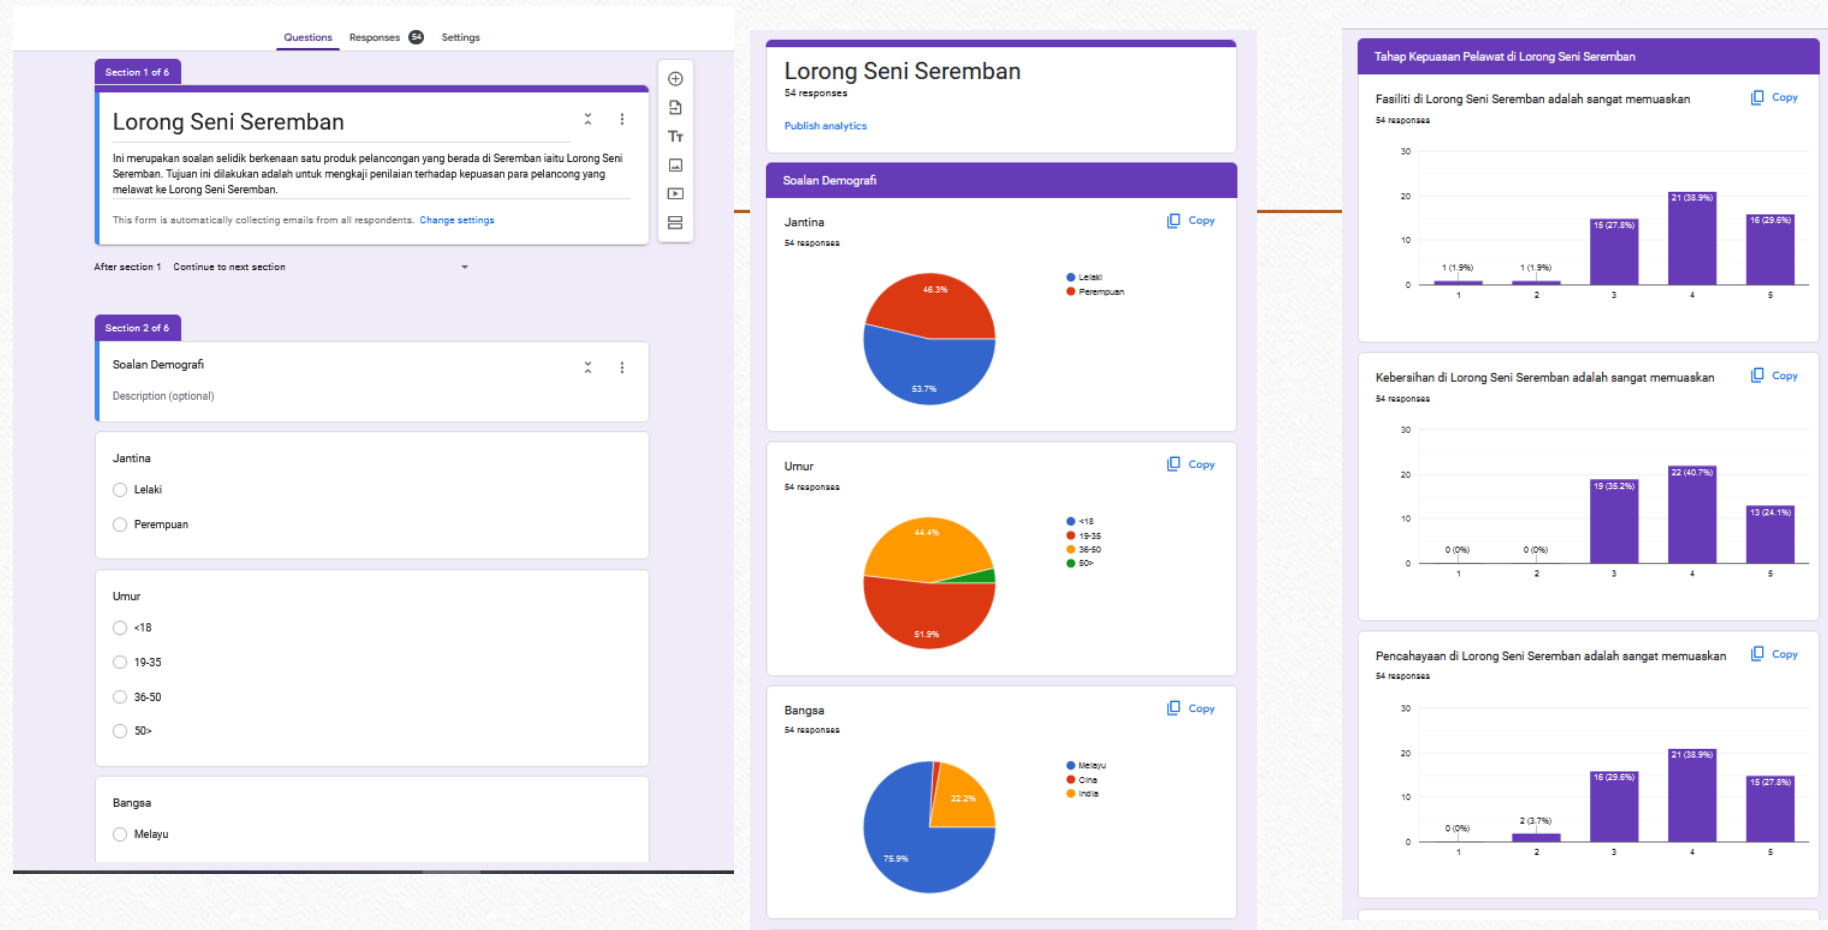 Questions Responses 54 Settings
Section 1 of 6
Lorong Seni Seremban
Ini merupakan soalan selidik berkenaan satu produk pelancongan yang berada di Seremban iaitu Lorong Seni
Seremban. Tujuan ini dilakukan adalah untuk mengkaji penilaian terhadap kepuasan para pelancong yang
melawat ke Lorong Seni Seremban.
This form is automatically collecting emails from all respondents. Change settings
After section 1 Continue to next section
Section 2 of 6
Soalan Demografi
Description (optional)
Jantina
Lelaki
Perempuan
Umur
<18
19-35
36-50
50>
Bangsa
Melayu
Tт
Lorong Seni Seremban
54 responses
Publish analytics
Soalan Demografi
Jantina
Copy
54 responses
46.3%
53.7%
Lelaki
Perempuan
Umur
Copy
54 responses
44.4%
51.9%
<18
19-35
36-50
50>
Bangsa
Copy
54 responses
22.2%
75.9%
Melayu
Cina
India
Tahap Kepuasan Pelawat di Lorong Seni Seremban
Fasiliti di Lorong Seni Seremban adalah sangat memuaskan
Copy
54 responses
30
20
10
0
1 (1.9%) 1 (1.9%) 15 (27.8%) 21 (38.9%) 16 (29.6%)
1 2 3 4 5
Kebersihan di Lorong Seni Seremban adalah sangat memuaskan
Copy
54 responses
30
20
10
0
0 (0%) 0 (0%) 19 (35.2%) 22 (40.7%) 13 (24.1%)
1 2 3 4 5
Pencahayaan di Lorong Seni Seremban adalah sangat memuaskan
Copy
54 responses
30
20
10
0
0 (0%) 2 (3.7%) 16 (29.6%) 21 (38.9%) 15 (27.8%)
1 2 3 4 5